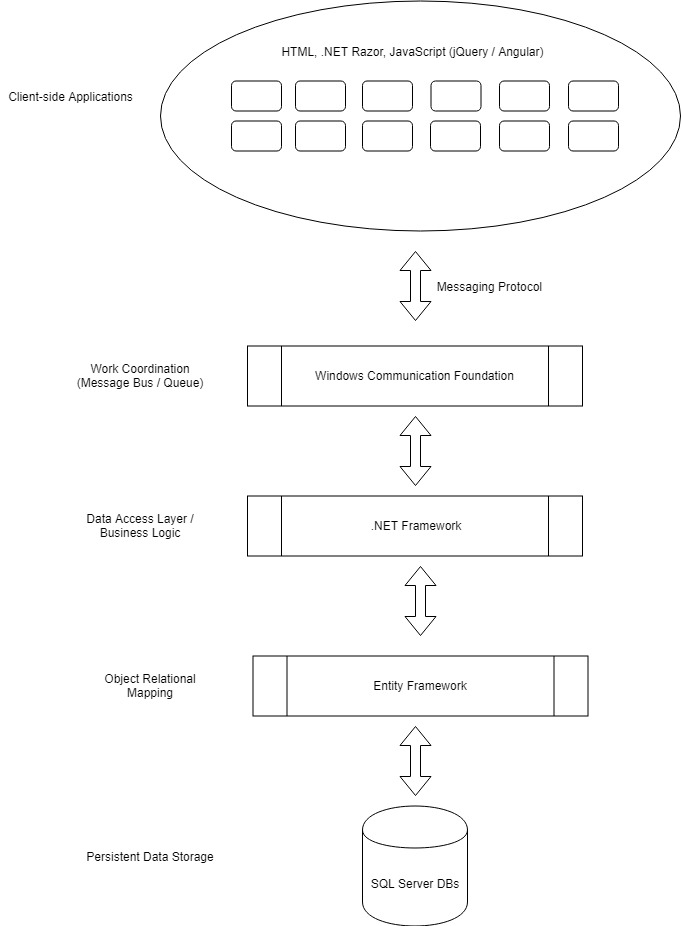 HTML, .NET Razor, JavaScript (jQuery / Angular)
Client-side Applications
Messaging Protocol
Work Coordination
(Message Bus / Queue)
Windows Communication Foundation
Data Access Layer /
Business Logic
.NET Framework
Object Relational
Mapping
Entity Framework
Persistent Data Storage
SQL Server DBs